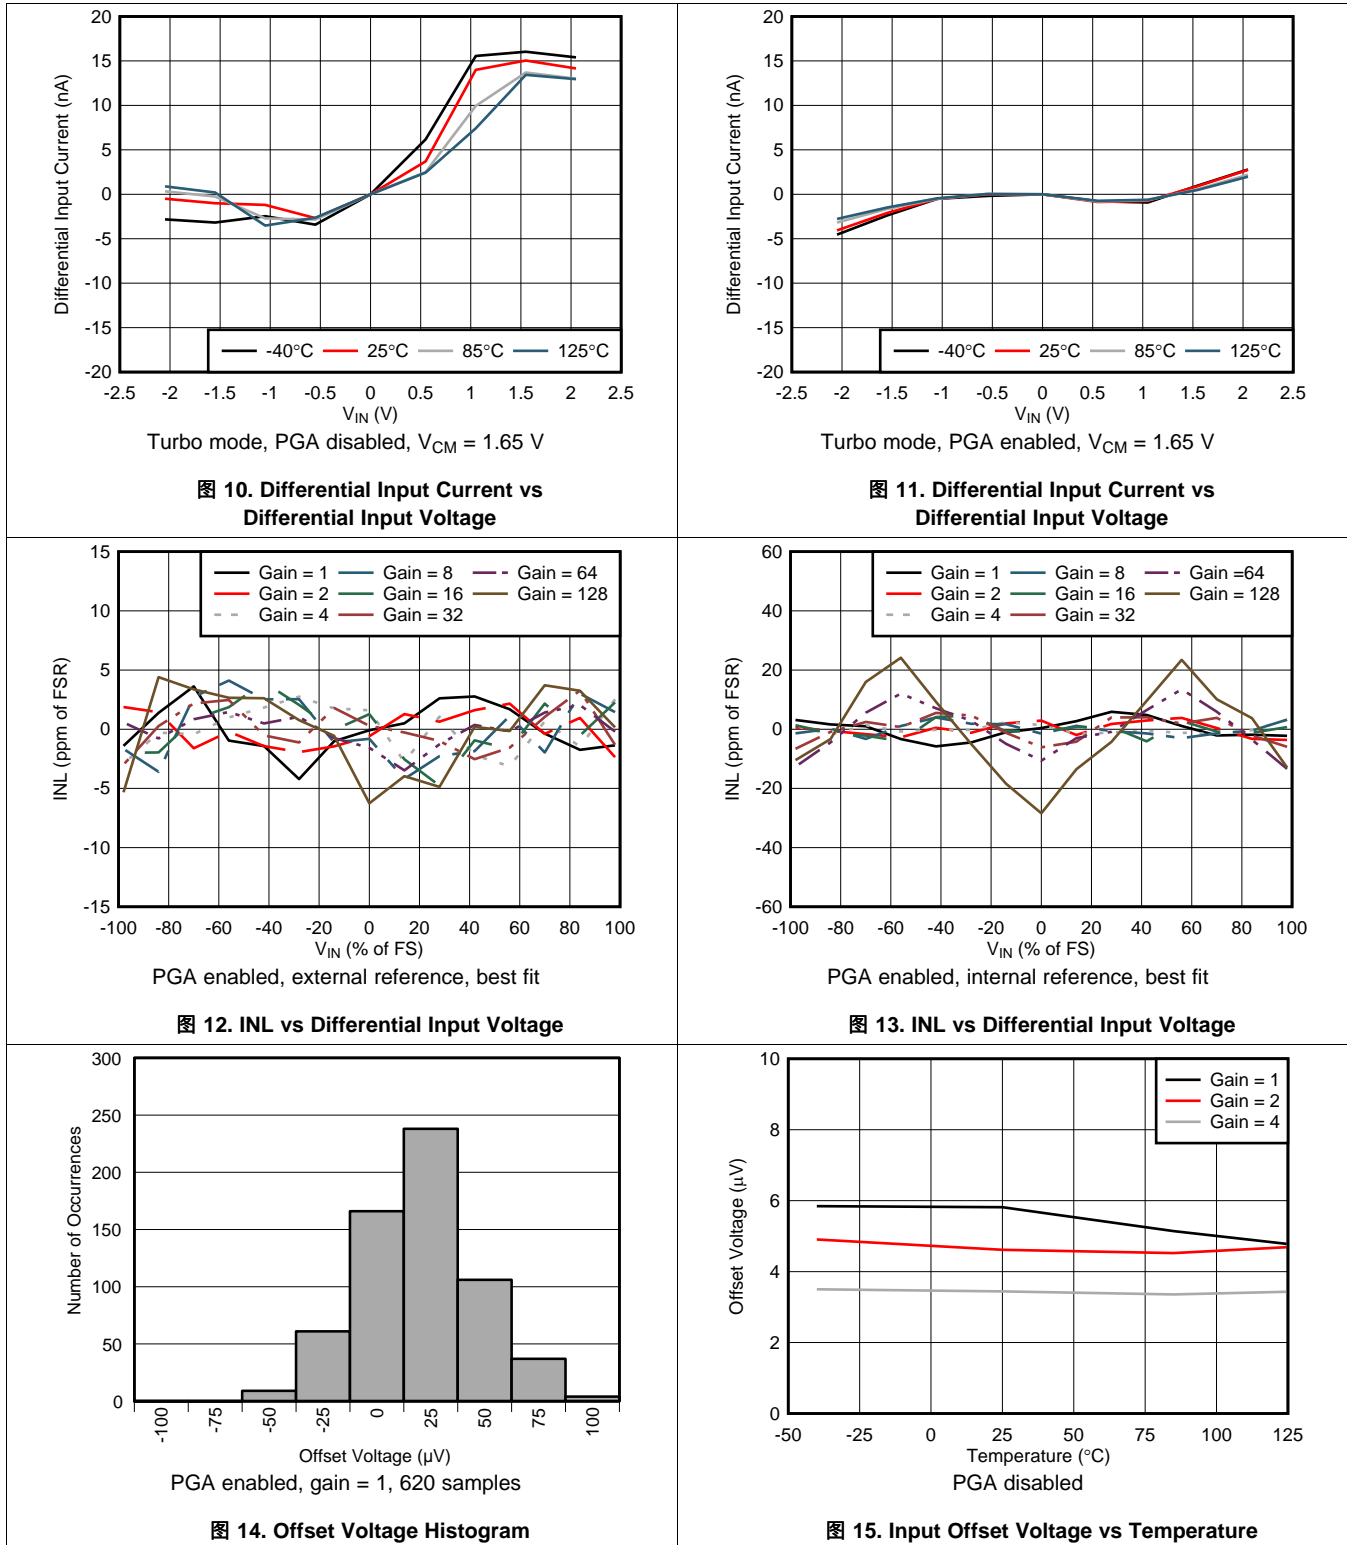 20
15
10
5
0
-5
-10
-15
-20
Differential Input Current (nA)
-40°C 25°C 85°C 125°C
-2.5 -2 -1.5 -1 -0.5 0 0.5 1 1.5 2 2.5
V_IN (V)
Turbo mode, PGA disabled, V_CM = 1.65 V
图 10. Differential Input Current vs
Differential Input Voltage
20
15
10
5
0
-5
-10
-15
-20
Differential Input Current (nA)
-40°C 25°C 85°C 125°C
-2.5 -2 -1.5 -1 -0.5 0 0.5 1 1.5 2 2.5
V_IN (V)
Turbo mode, PGA enabled, V_CM = 1.65 V
图 11. Differential Input Current vs
Differential Input Voltage
15
10
5
0
-5
-10
-15
INL (ppm of FSR)
Gain = 1 Gain = 8 Gain = 64
Gain = 2 Gain = 16 Gain = 128
Gain = 4 Gain = 32
-100 -80 -60 -40 -20 0 20 40 60 80 100
V_IN (% of FS)
PGA enabled, external reference, best fit
图 12. INL vs Differential Input Voltage
60
40
20
0
-20
-40
-60
INL (ppm of FSR)
Gain = 1 Gain = 8 Gain =64
Gain = 2 Gain = 16 Gain = 128
Gain = 4 Gain = 32
-100 -80 -60 -40 -20 0 20 40 60 80 100
V_IN (% of FS)
PGA enabled, internal reference, best fit
图 13. INL vs Differential Input Voltage
300
250
200
150
100
50
0
Number of Occurrences
-100 -75 -50 -25 0 25 50 75 100
Offset Voltage (µV)
PGA enabled, gain = 1, 620 samples
图 14. Offset Voltage Histogram
10
8
6
4
2
0
Offset Voltage (µV)
Gain = 1
Gain = 2
Gain = 4
-50 -25 0 25 50 75 100 125
Temperature (°C)
PGA disabled
图 15. Input Offset Voltage vs Temperature